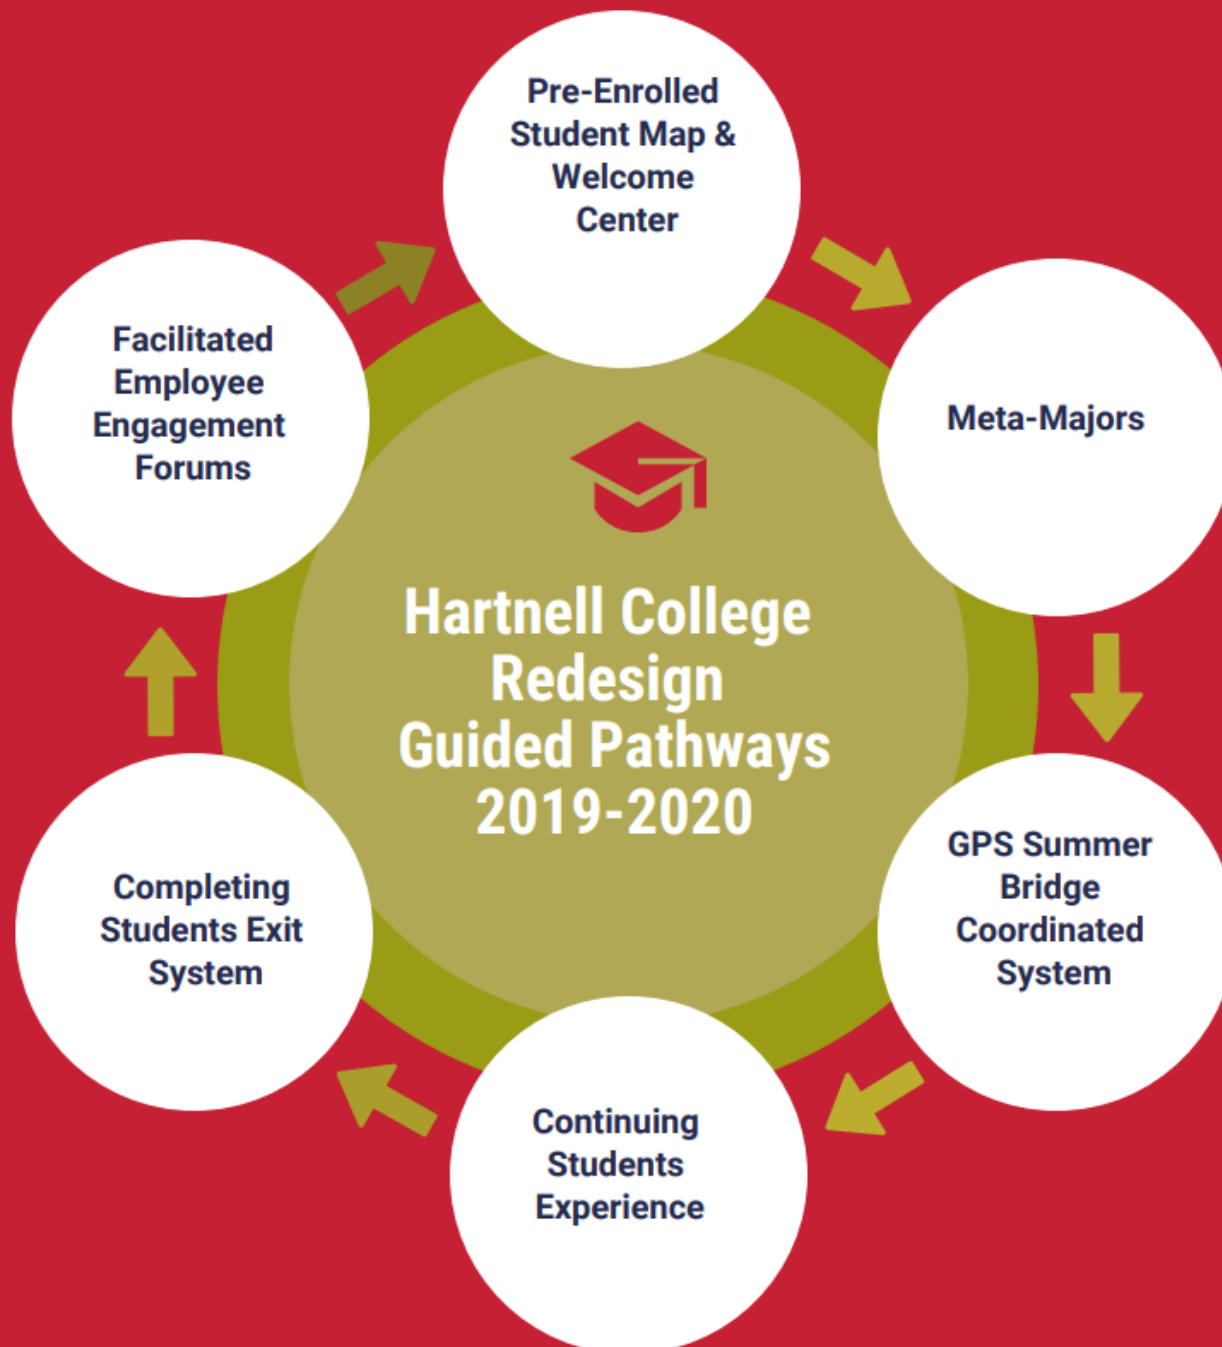 Pre-Enrolled
Student Map &
Welcome
Center
Meta-Majors
GPS Summer
Bridge
Coordinated
System
Continuing
Students
Experience
Completing
Students Exit
System
Facilitated
Employee
Engagement
Forums
Hartnell College
Redesign
Guided Pathways
2019-2020